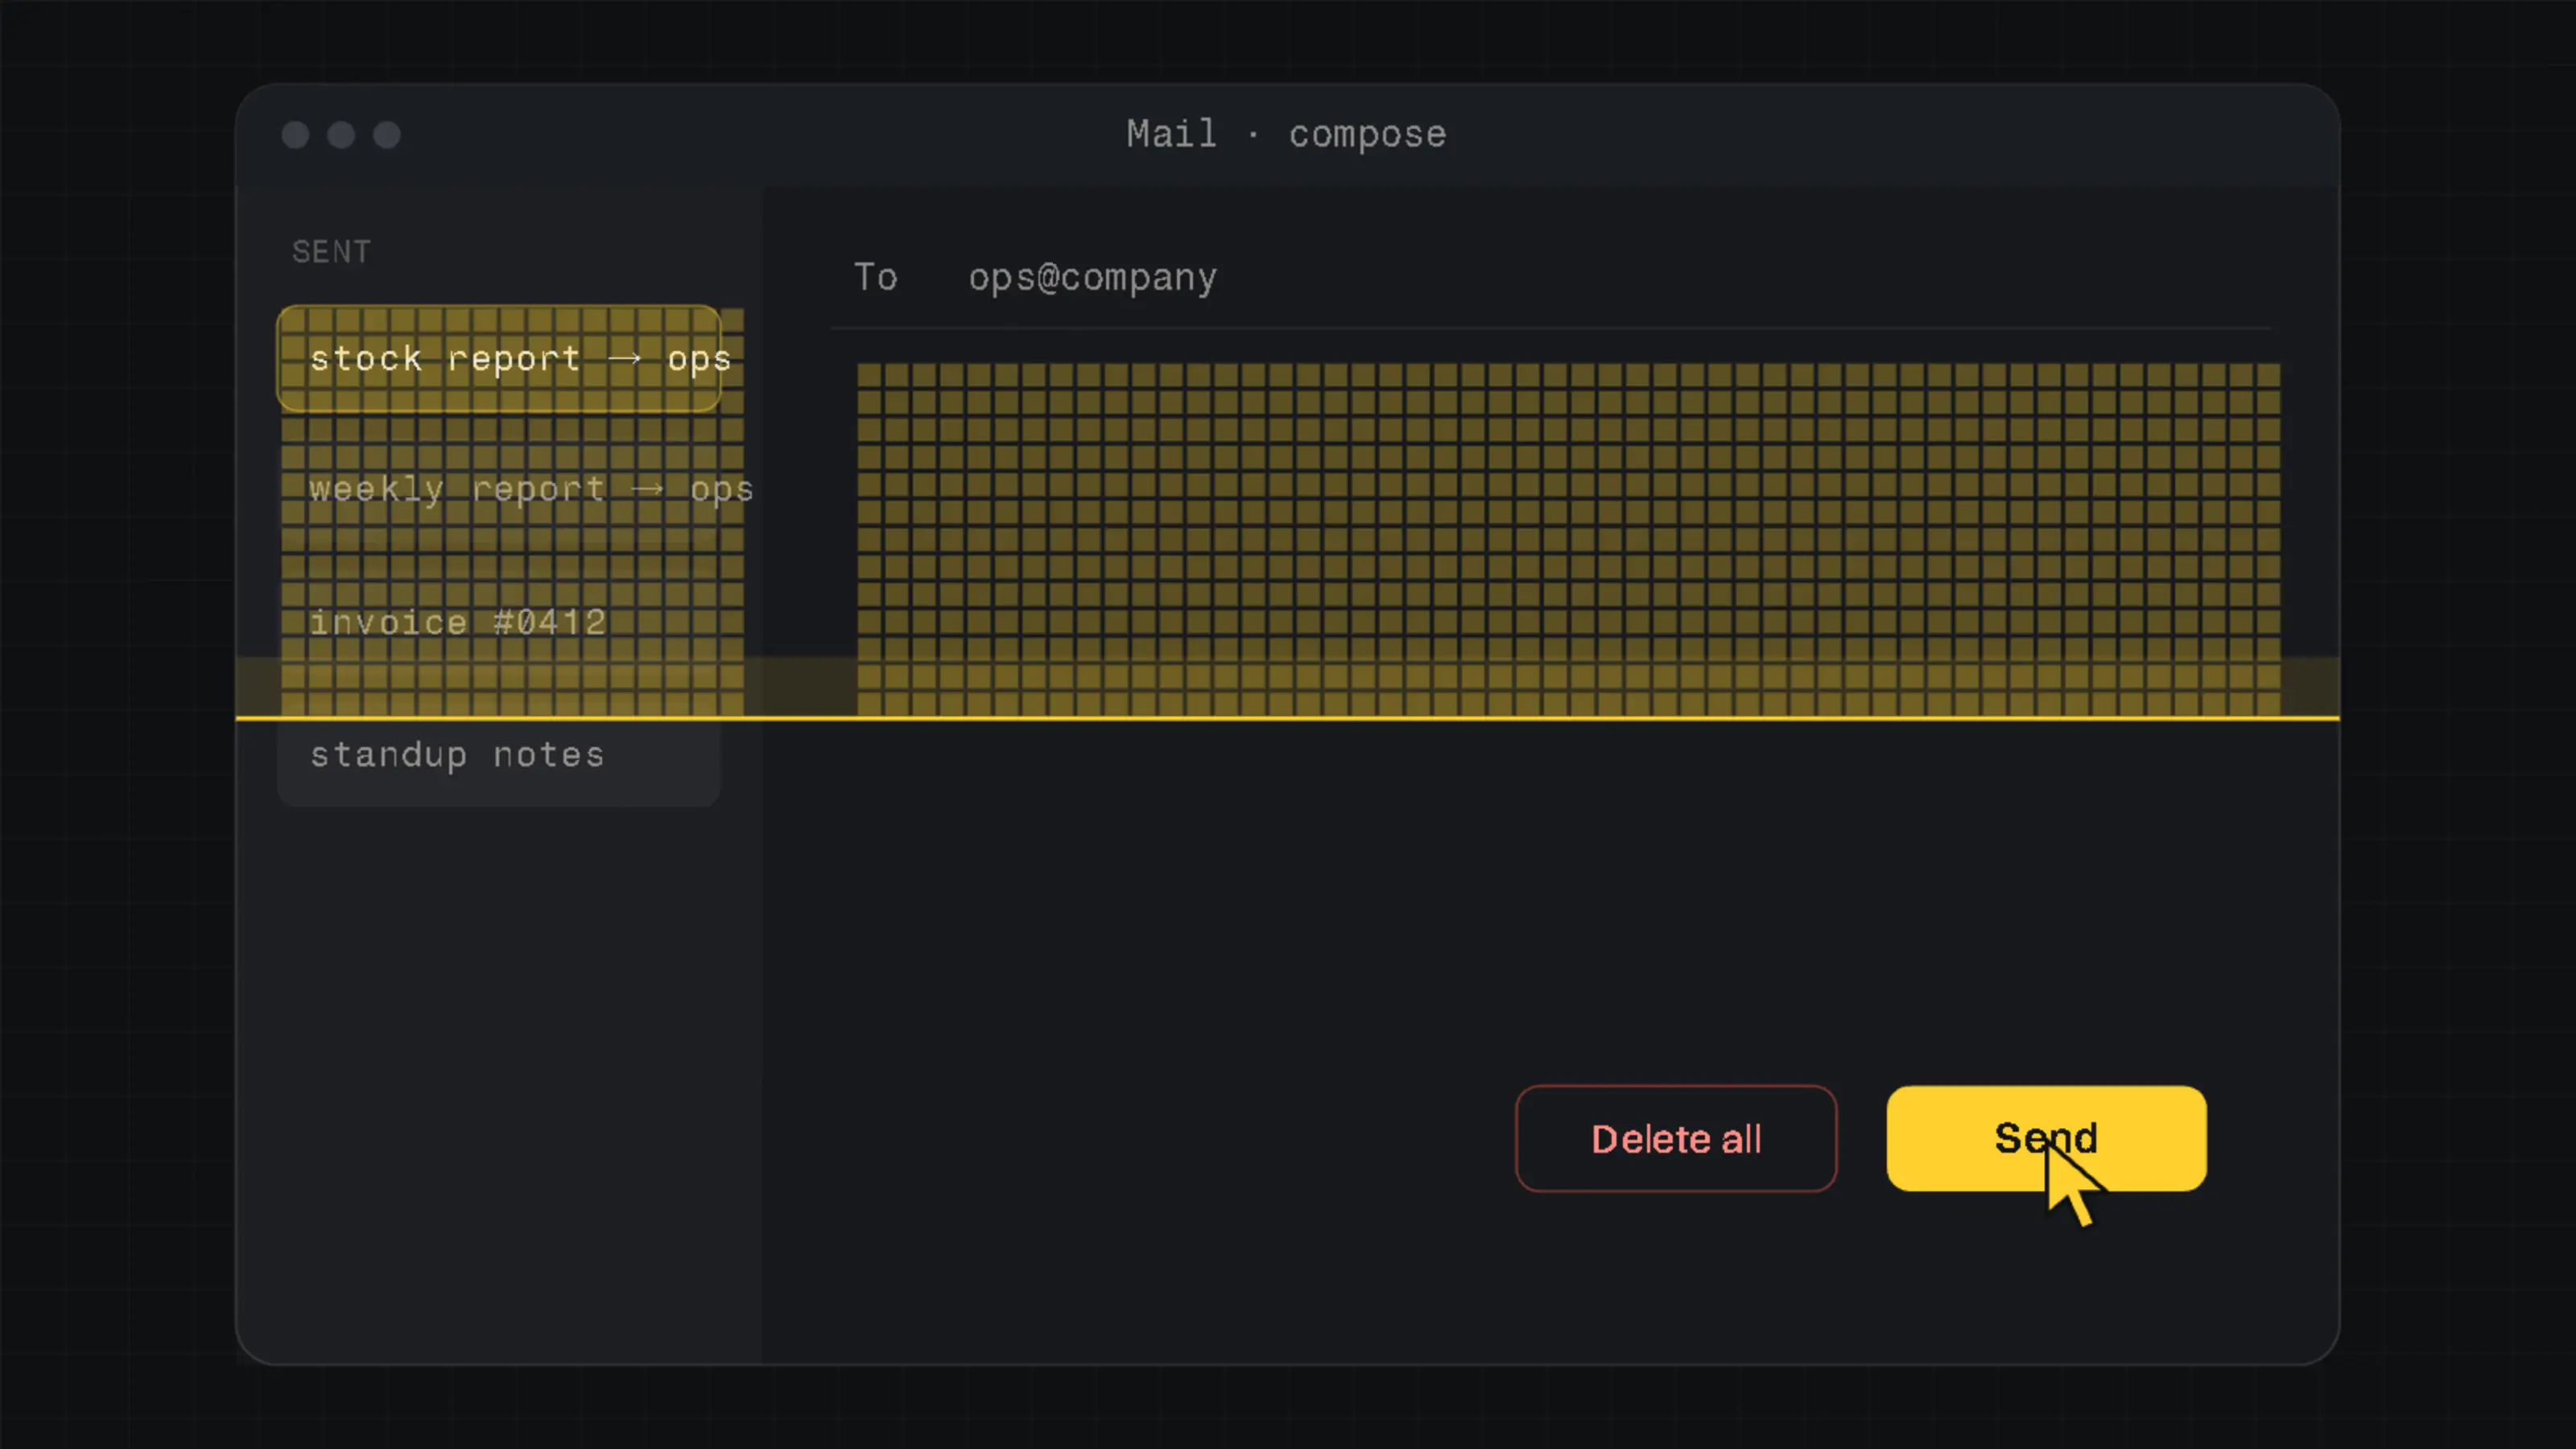 Mail · compose
SENT
stock report → ops
weekly report → ops
invoice #0412
standup notes
To ops@company
Delete all
Send